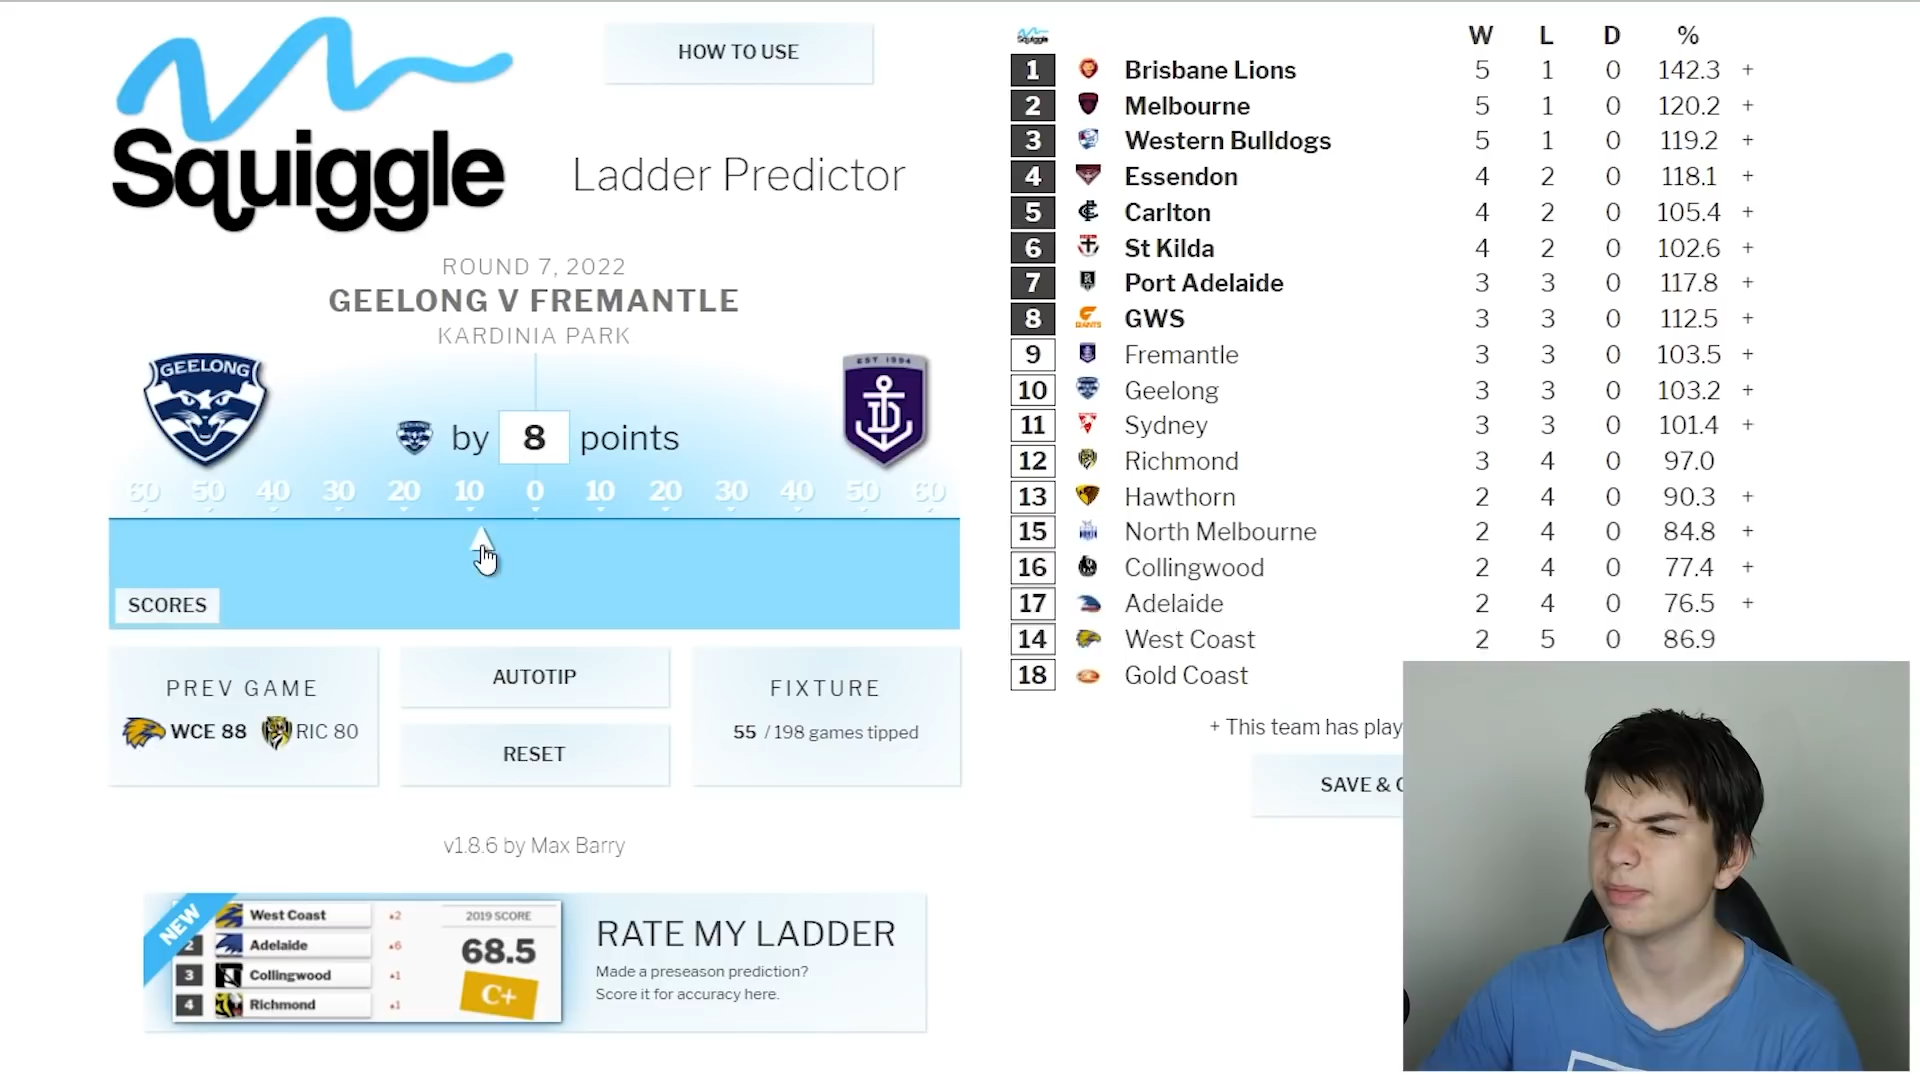 Squiggle
HOW TO USE
Ladder Predictor
ROUND 7, 2022
GEELONG V FREMANTLE
KARDINIA PARK
GEELONG
EST 1994
by 8 points
60 50 40 30 20 10 0 10 20 30 40 50 60
SCORES
PREV GAME
WCE 88 RIC 80
AUTOTIP
RESET
FIXTURE
55 / 198 games tipped
v1.8.6 by Max Barry
NEW
West Coast ▲2
2 Adelaide ▲6
3 Collingwood ▲1
4 Richmond ▲1
2019 SCORE
68.5
C+
RATE MY LADDER
Made a preseason prediction?
Score it for accuracy here.
Squiggle W L D %
1 Brisbane Lions 5 1 0 142.3 +
2 Melbourne 5 1 0 120.2 +
3 Western Bulldogs 5 1 0 119.2 +
4 Essendon 4 2 0 118.1 +
5 Carlton 4 2 0 105.4 +
6 St Kilda 4 2 0 102.6 +
7 Port Adelaide 3 3 0 117.8 +
8 GWS 3 3 0 112.5 +
9 Fremantle 3 3 0 103.5 +
10 Geelong 3 3 0 103.2 +
11 Sydney 3 3 0 101.4 +
12 Richmond 3 4 0 97.0
13 Hawthorn 2 4 0 90.3 +
15 North Melbourne 2 4 0 84.8 +
16 Collingwood 2 4 0 77.4 +
17 Adelaide 2 4 0 76.5 +
14 West Coast 2 5 0 86.9
18 Gold Coast
+ This team has play
SAVE &